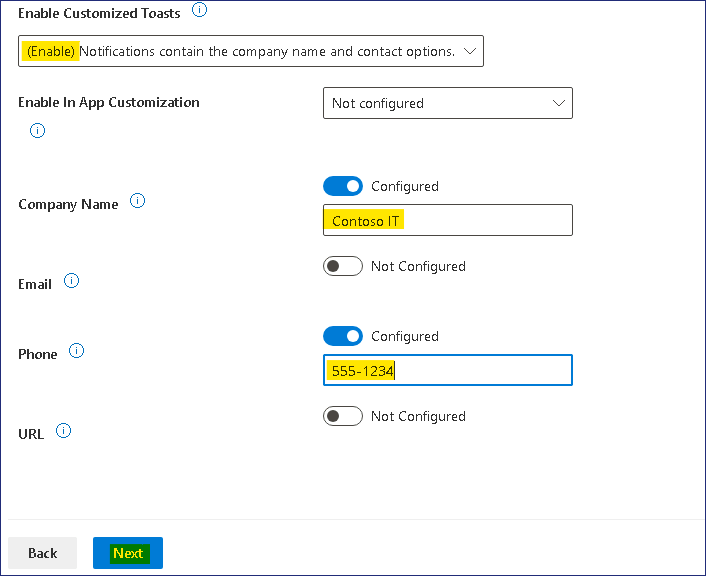 Enable Customized Toasts
(Enable) Notifications contain the company name and contact options.
Enable In App Customization
Not configured
Configured
Company Name
Contoso IT
Not Configured
Email
Configured
Phone
555-1234
Not Configured
URL
Back
Next